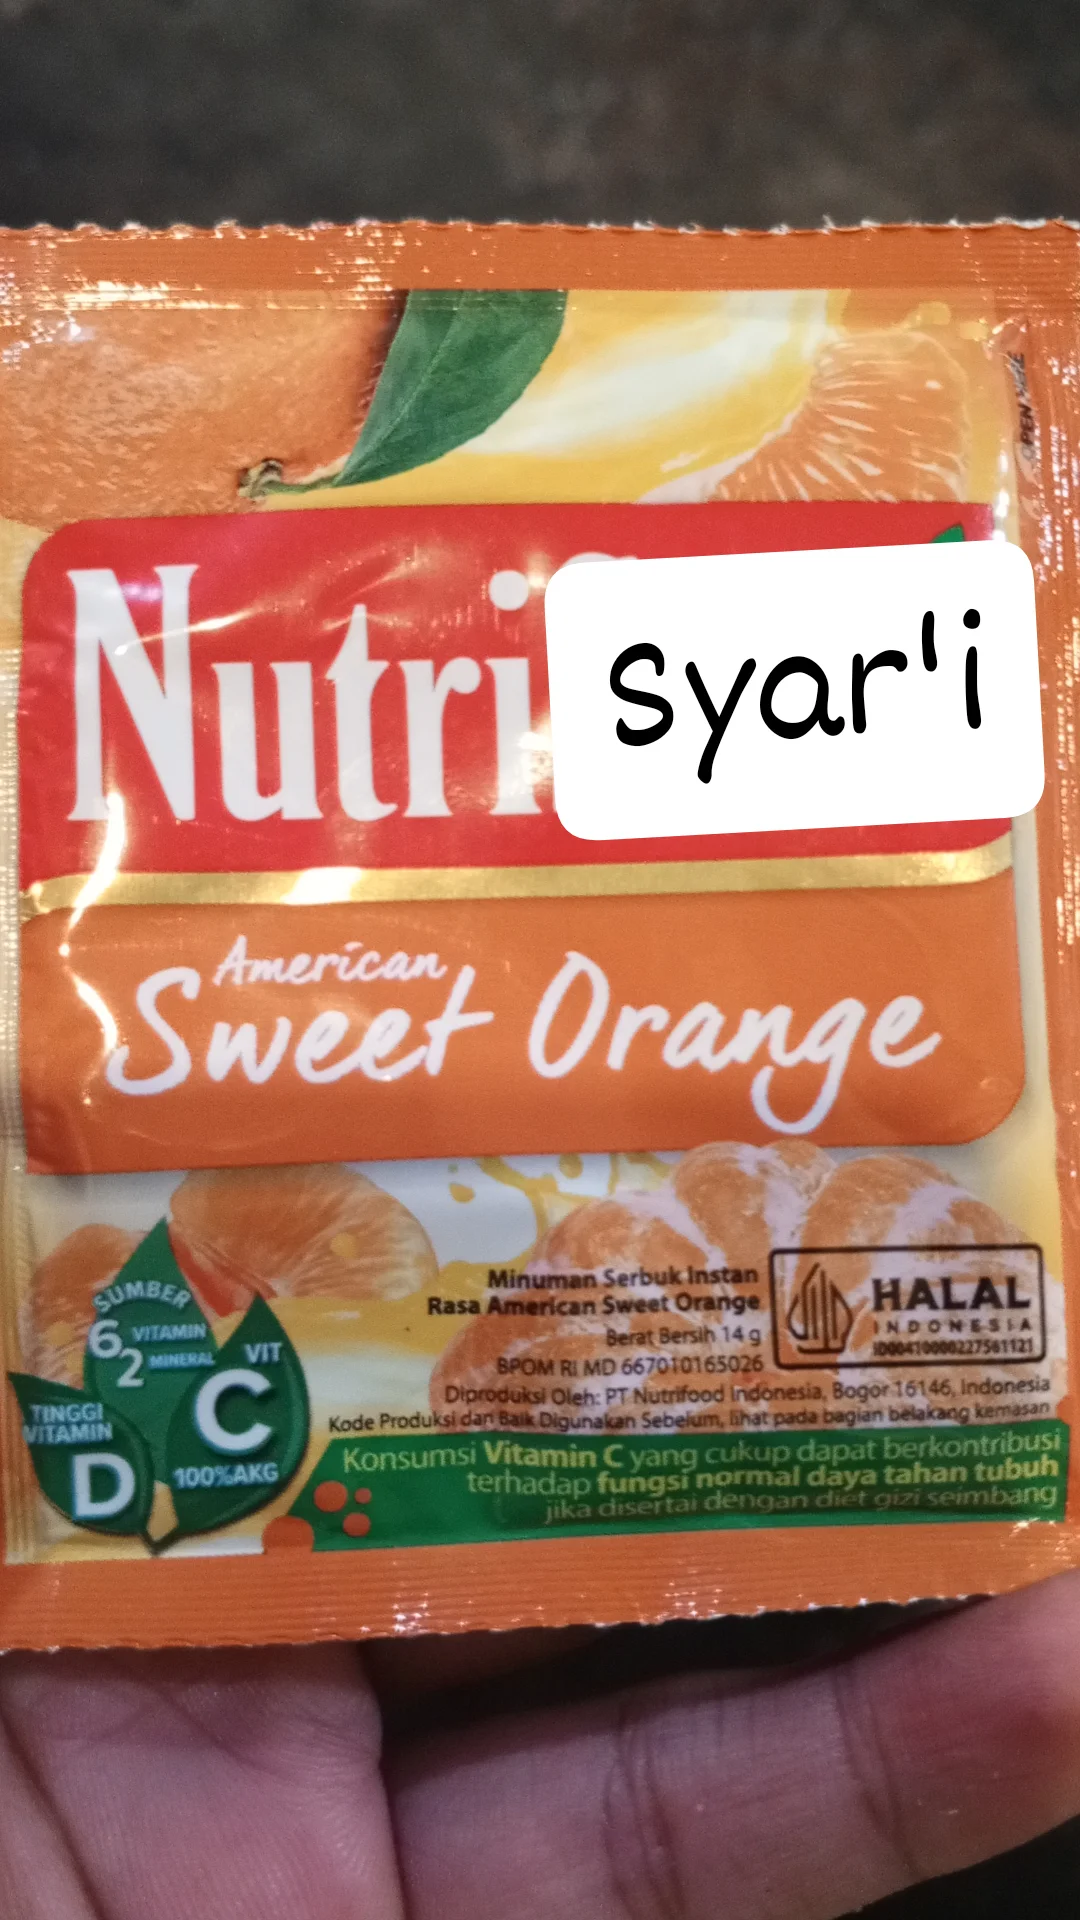 OPEN HERE
Nutri
syar'i
American
Sweet Orange
SUMBER
6 VITAMIN
2 MINERAL
VIT
C
100%AKG
TINGGI
VITAMIN
D
Minuman Serbuk Instan
Rasa American Sweet Orange
Berat Bersih 14 g
BPOM RI MD 667010165026
HALAL
INDONESIA
ID00410000227561121
Diproduksi Oleh: PT Nutrifood Indonesia, Bogor 16146, Indonesia
Kode Produksi dan Baik Digunakan Sebelum, lihat pada bagian belakang kemasan
Konsumsi Vitamin C yang cukup dapat berkontribusi
terhadap fungsi normal daya tahan tubuh
jika disertai dengan diet gizi seimbang